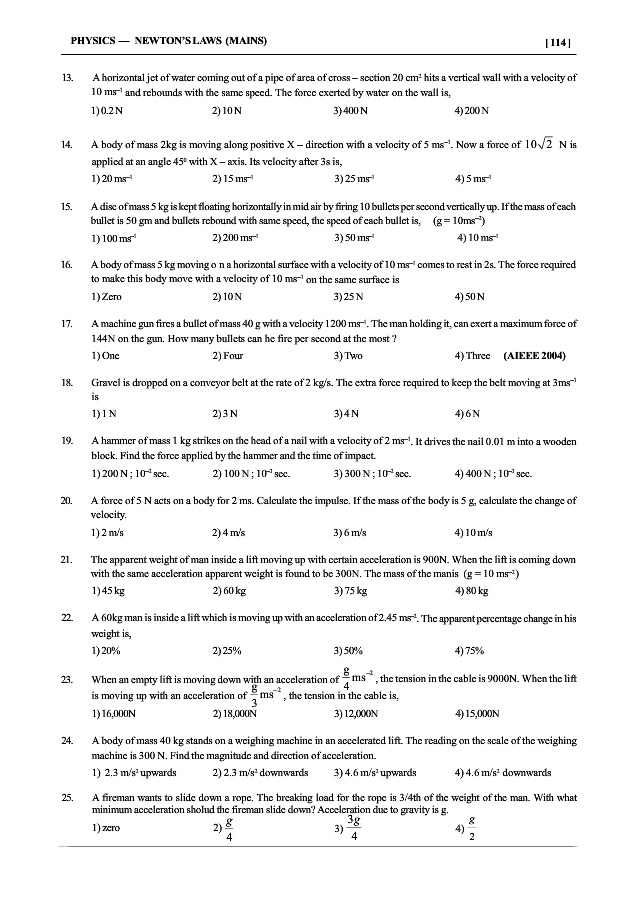 PHYSICS — NEWTON'S LAWS (MAINS) [114]
13. A horizontal jet of water coming out of a pipe of area of cross – section 20 cm² hits a vertical wall with a velocity of
10 ms⁻¹ and rebounds with the same speed. The force exerted by water on the wall is,
1) 0.2 N 2) 10 N 3) 400 N 4) 200 N
14. A body of mass 2kg is moving along positive X – direction with a velocity of 5 ms⁻¹. Now a force of 10√2 N is
applied at an angle 45⁰ with X – axis. Its velocity after 3s is,
1) 20 ms⁻¹ 2) 15 ms⁻¹ 3) 25 ms⁻¹ 4) 5 ms⁻¹
15. A disc of mass 5 kg is kept floating horizontally in mid air by firing 10 bullets per second vertically up. If the mass of each
bullet is 50 gm and bullets rebound with same speed, the speed of each bullet is, (g = 10ms⁻²)
1) 100 ms⁻¹ 2) 200 ms⁻¹ 3) 50 ms⁻¹ 4) 10 ms⁻¹
16. A body of mass 5 kg moving o n a horizontal surface with a velocity of 10 ms⁻¹ comes to rest in 2s. The force required
to make this body move with a velocity of 10 ms⁻¹ on the same surface is
1) Zero 2) 10 N 3) 25 N 4) 50 N
17. A machine gun fires a bullet of mass 40 g with a velocity 1200 ms⁻¹. The man holding it, can exert a maximum force of
144N on the gun. How many bullets can he fire per second at the most ?
1) One 2) Four 3) Two 4) Three (AIEEE 2004)
18. Gravel is dropped on a conveyor belt at the rate of 2 kg/s. The extra force required to keep the belt moving at 3ms⁻¹
is
1) 1 N 2) 3 N 3) 4 N 4) 6 N
19. A hammer of mass 1 kg strikes on the head of a nail with a velocity of 2 ms⁻¹. It drives the nail 0.01 m into a wooden
block. Find the force applied by the hammer and the time of impact.
1) 200 N ; 10⁻² sec. 2) 100 N ; 10⁻² sec. 3) 300 N ; 10⁻² sec. 4) 400 N ; 10⁻² sec.
20. A force of 5 N acts on a body for 2 ms. Calculate the impulse. If the mass of the body is 5 g, calculate the change of
velocity.
1) 2 m/s 2) 4 m/s 3) 6 m/s 4) 10 m/s
21. The apparent weight of man inside a lift moving up with certain acceleration is 900N. When the lift is coming down
with the same acceleration apparent weight is found to be 300N. The mass of the manis (g = 10 ms⁻²)
1) 45 kg 2) 60 kg 3) 75 kg 4) 80 kg
22. A 60kg man is inside a lift which is moving up with an acceleration of 2.45 ms⁻². The apparent percentage change in his
weight is,
1) 20% 2) 25% 3) 50% 4) 75%
23. When an empty lift is moving down with an acceleration of g/4 ms⁻², the tension in the cable is 9000N. When the lift
is moving up with an acceleration of g/3 ms⁻², the tension in the cable is,
1) 16,000N 2) 18,000N 3) 12,000N 4) 15,000N
24. A body of mass 40 kg stands on a weighing machine in an accelerated lift. The reading on the scale of the weighing
machine is 300 N. Find the magnitude and direction of acceleration.
1) 2.3 m/s² upwards 2) 2.3 m/s² downwards 3) 4.6 m/s² upwards 4) 4.6 m/s² downwards
25. A fireman wants to slide down a rope. The breaking load for the rope is 3/4th of the weight of the man. With what
minimum acceleration sholud the fireman slide down? Acceleration due to gravity is g.
1) zero 2) g/4 3) 3g/4 4) g/2